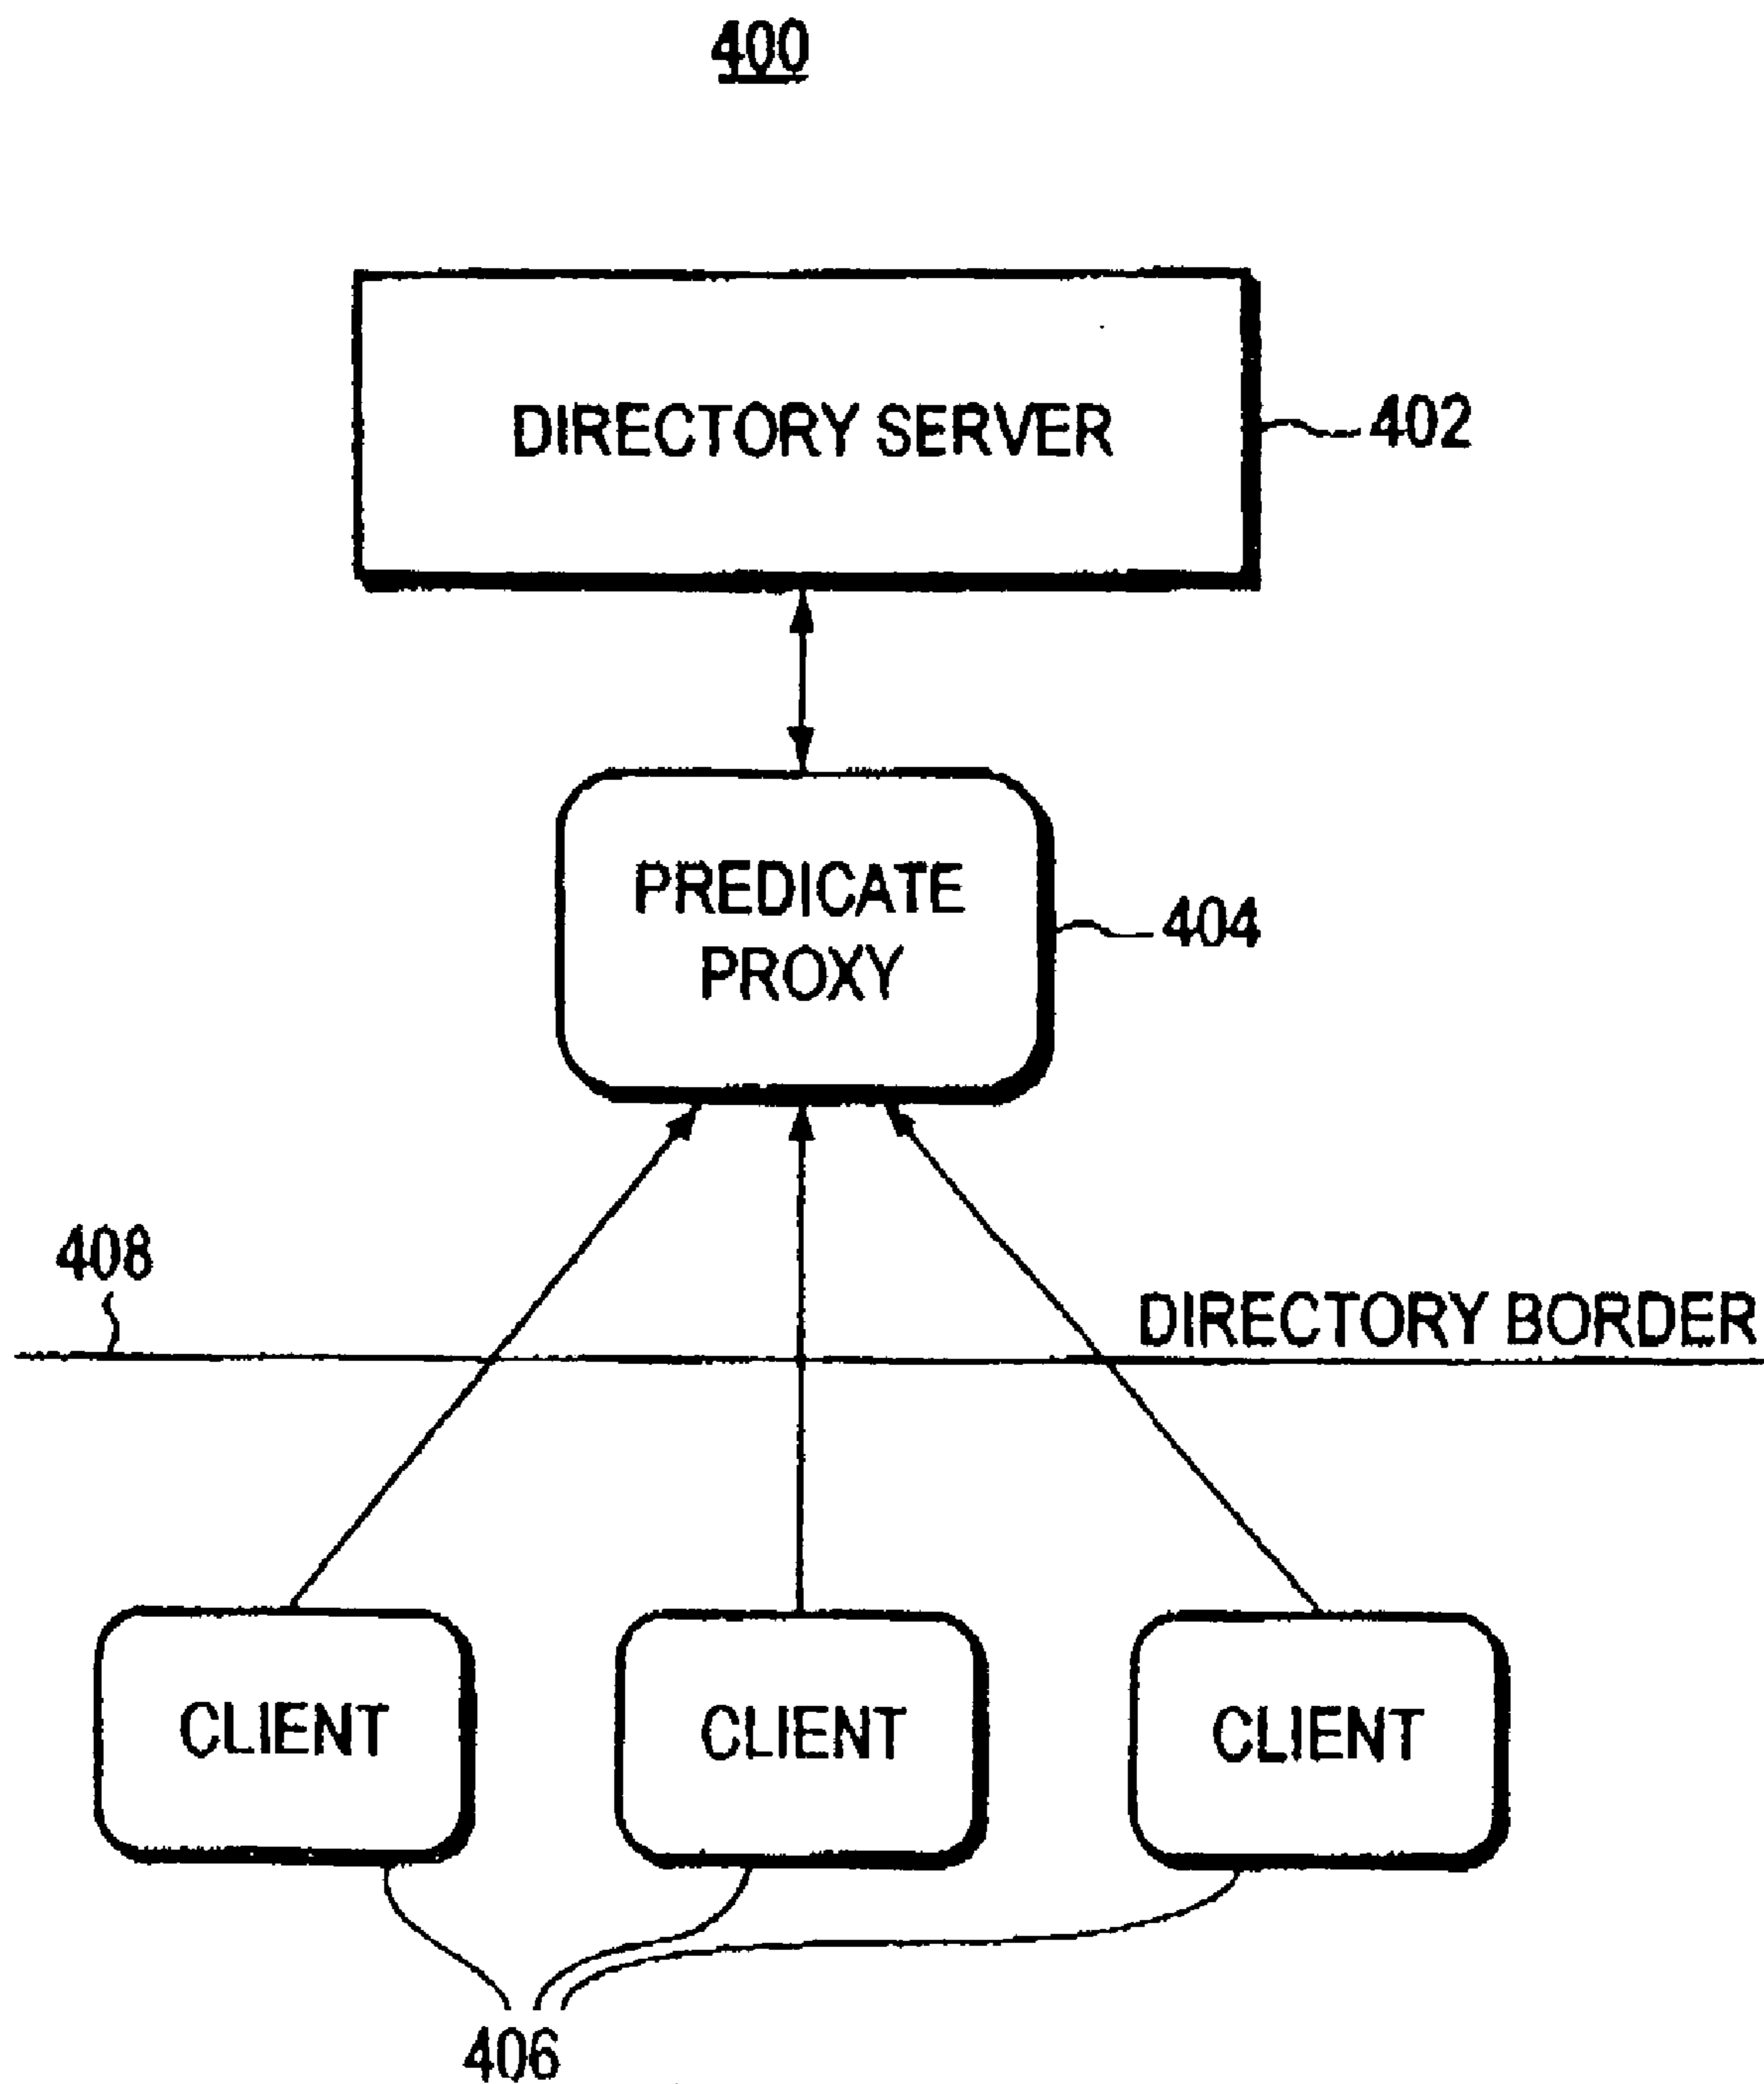 400
DIRECTORY SERVER
402
PREDICATE
PROXY
404
408
DIRECTORY BORDER
CLIENT
CLIENT
CLIENT
406